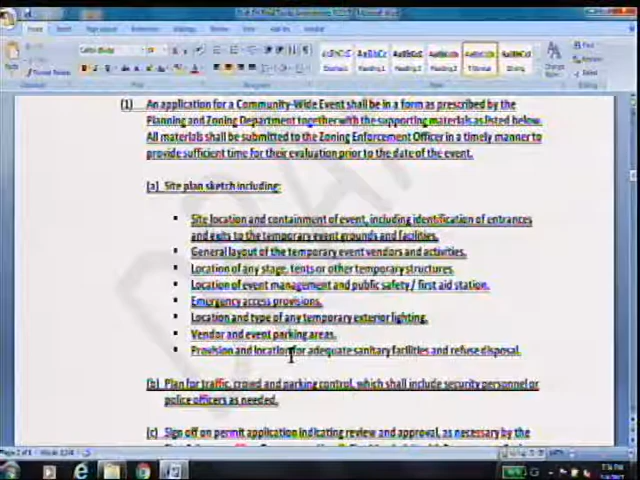 (1) An application for a Community-Wide Event shall be in a form as prescribed by the
Planning and Zoning Department together with the supporting materials as listed below.
All materials shall be submitted to the Zoning Enforcement Officer in a timely manner to
provide sufficient time for their evaluation prior to the date of the event.
(a) Site plan sketch including:
▪ Site location and containment of event, including identification of entrances
and exits to the temporary event grounds and facilities.
▪ General layout of the temporary event vendors and activities.
▪ Location of any stage, tents or other temporary structures.
▪ Location of event management and public safety / first aid station.
▪ Emergency access provisions.
▪ Location and type of any temporary exterior lighting.
▪ Vendor and event parking areas.
▪ Provision and location for adequate sanitary facilities and refuse disposal.
(b) Plan for traffic, crowd and parking control, which shall include security personnel or
police officers as needed.
(c) Sign off on permit application indicating review and approval, as necessary by the
DRAFT